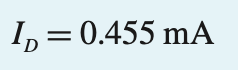 I_D = 0.455 mA